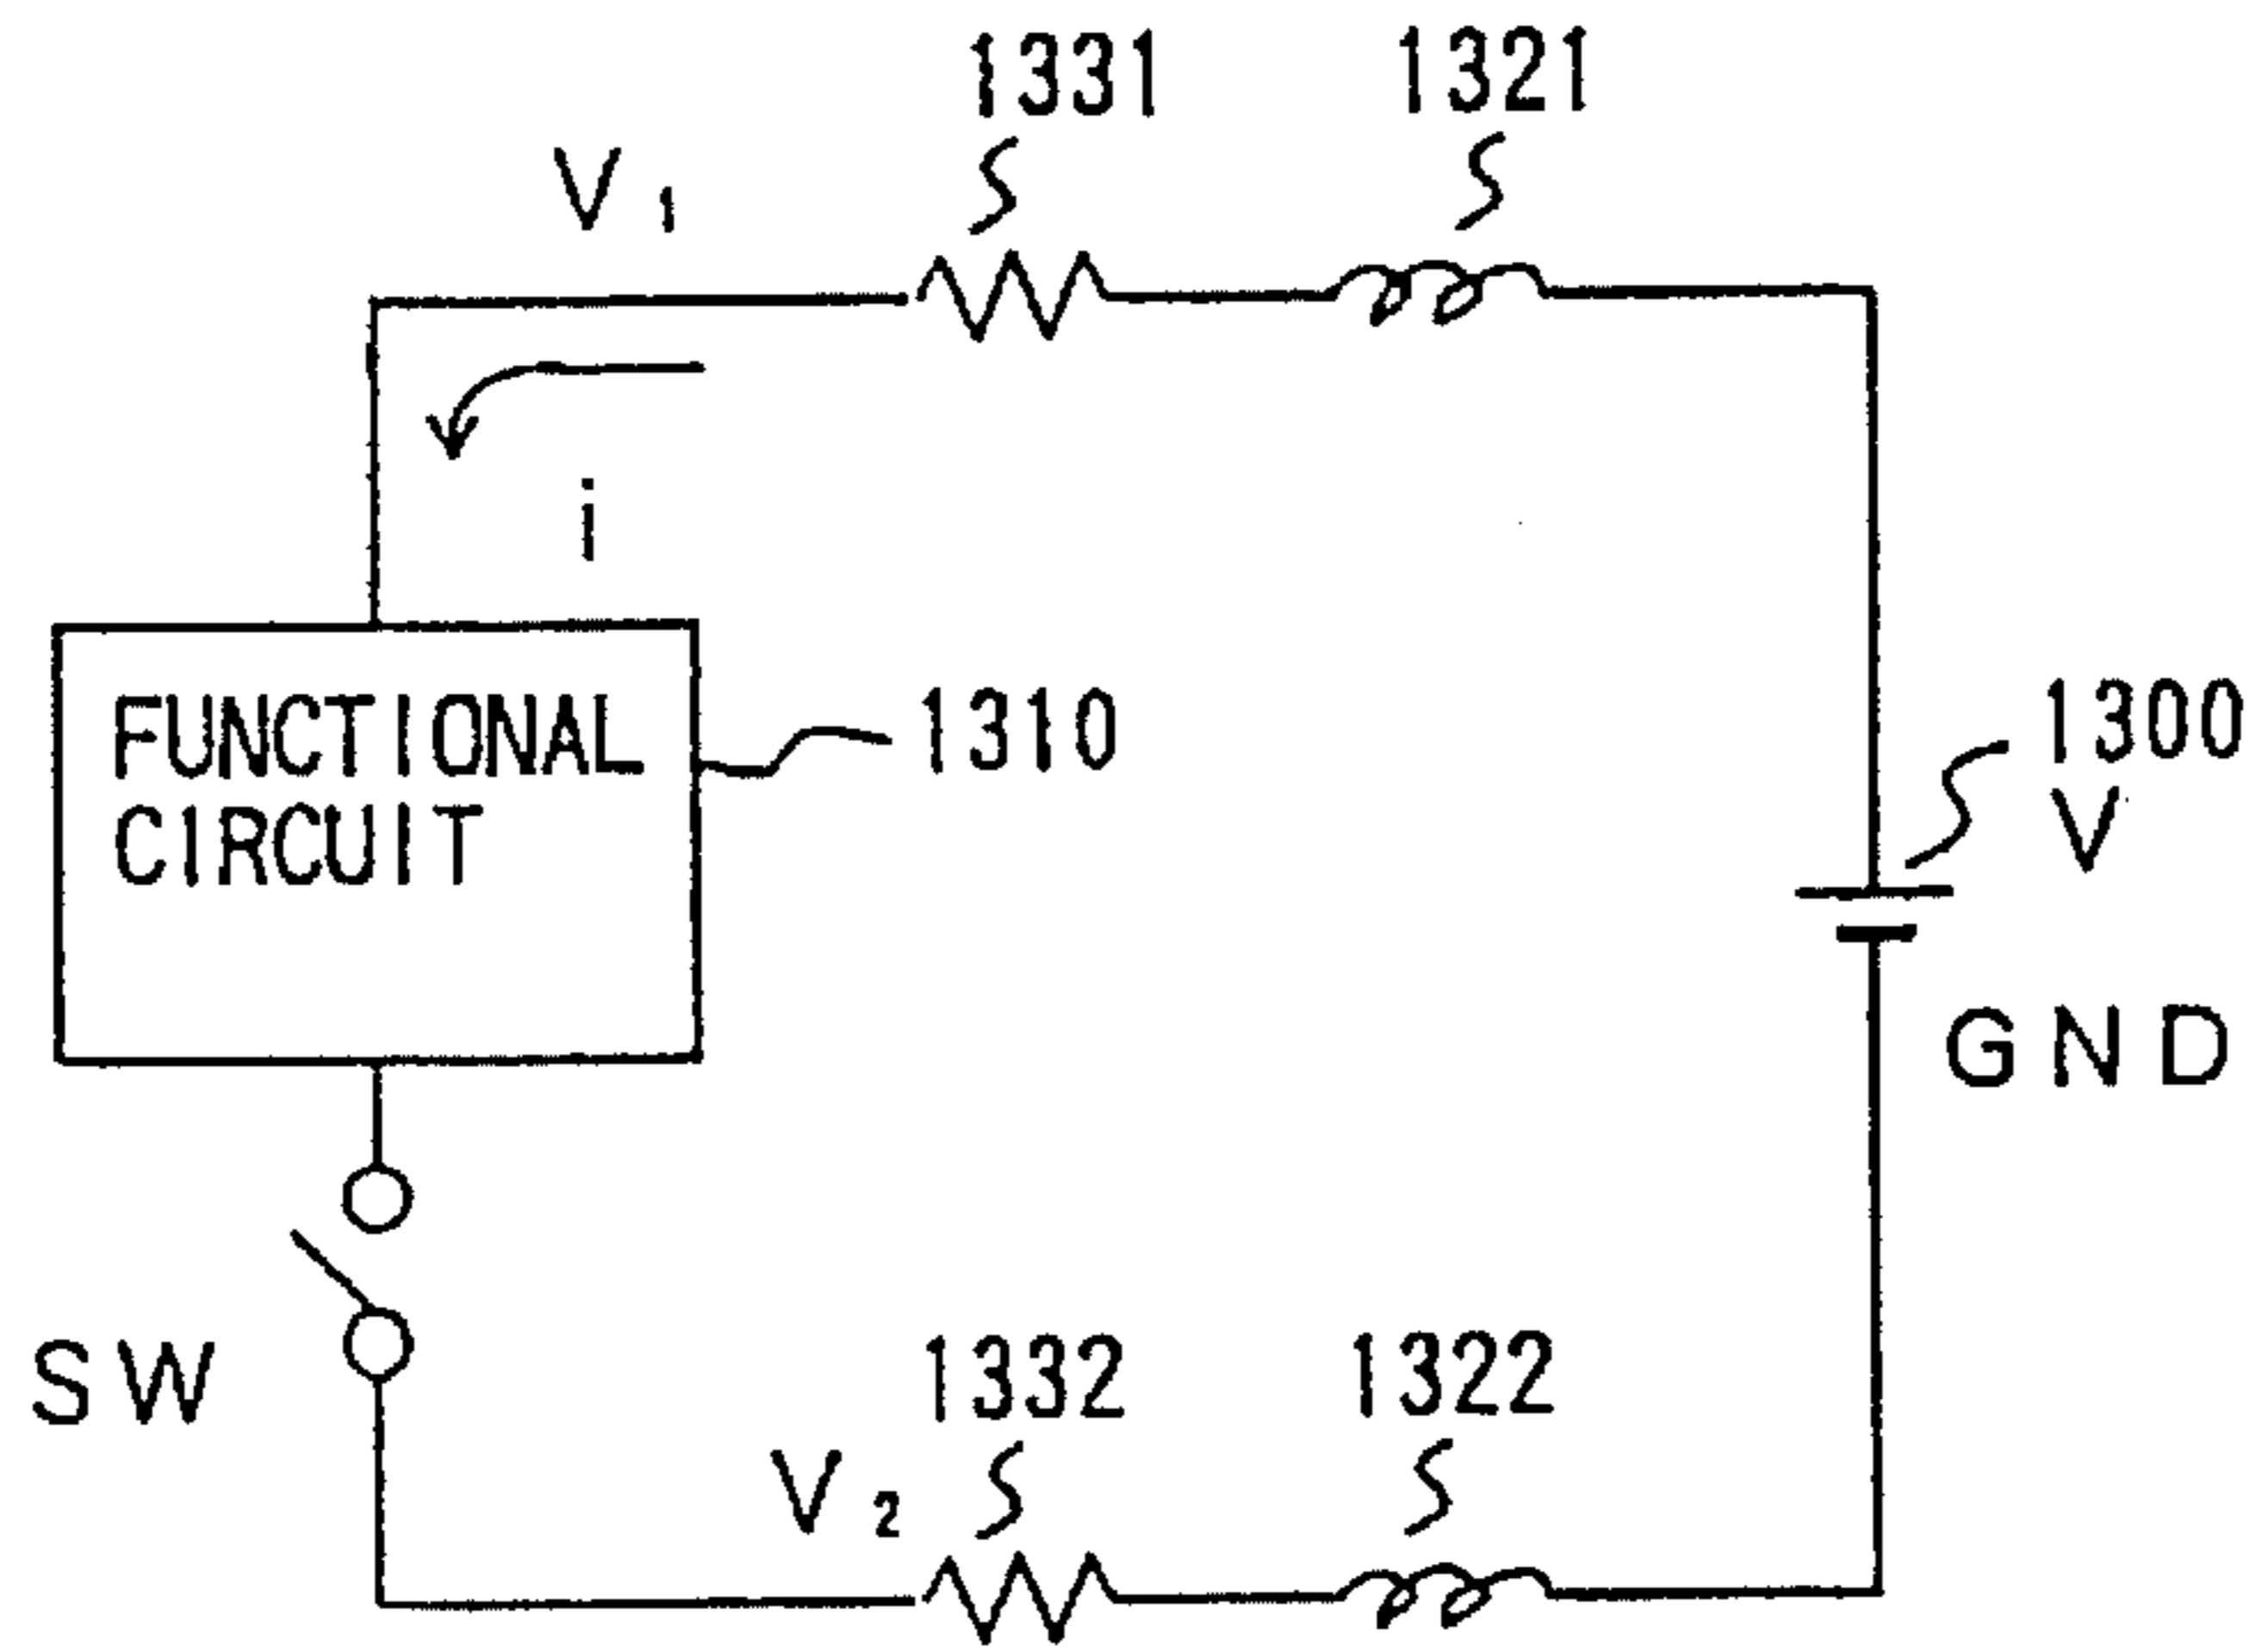 1331
1321
V1
i
FUNCTIONAL
CIRCUIT
1310
1300
V
GND
SW
1332
1322
V2